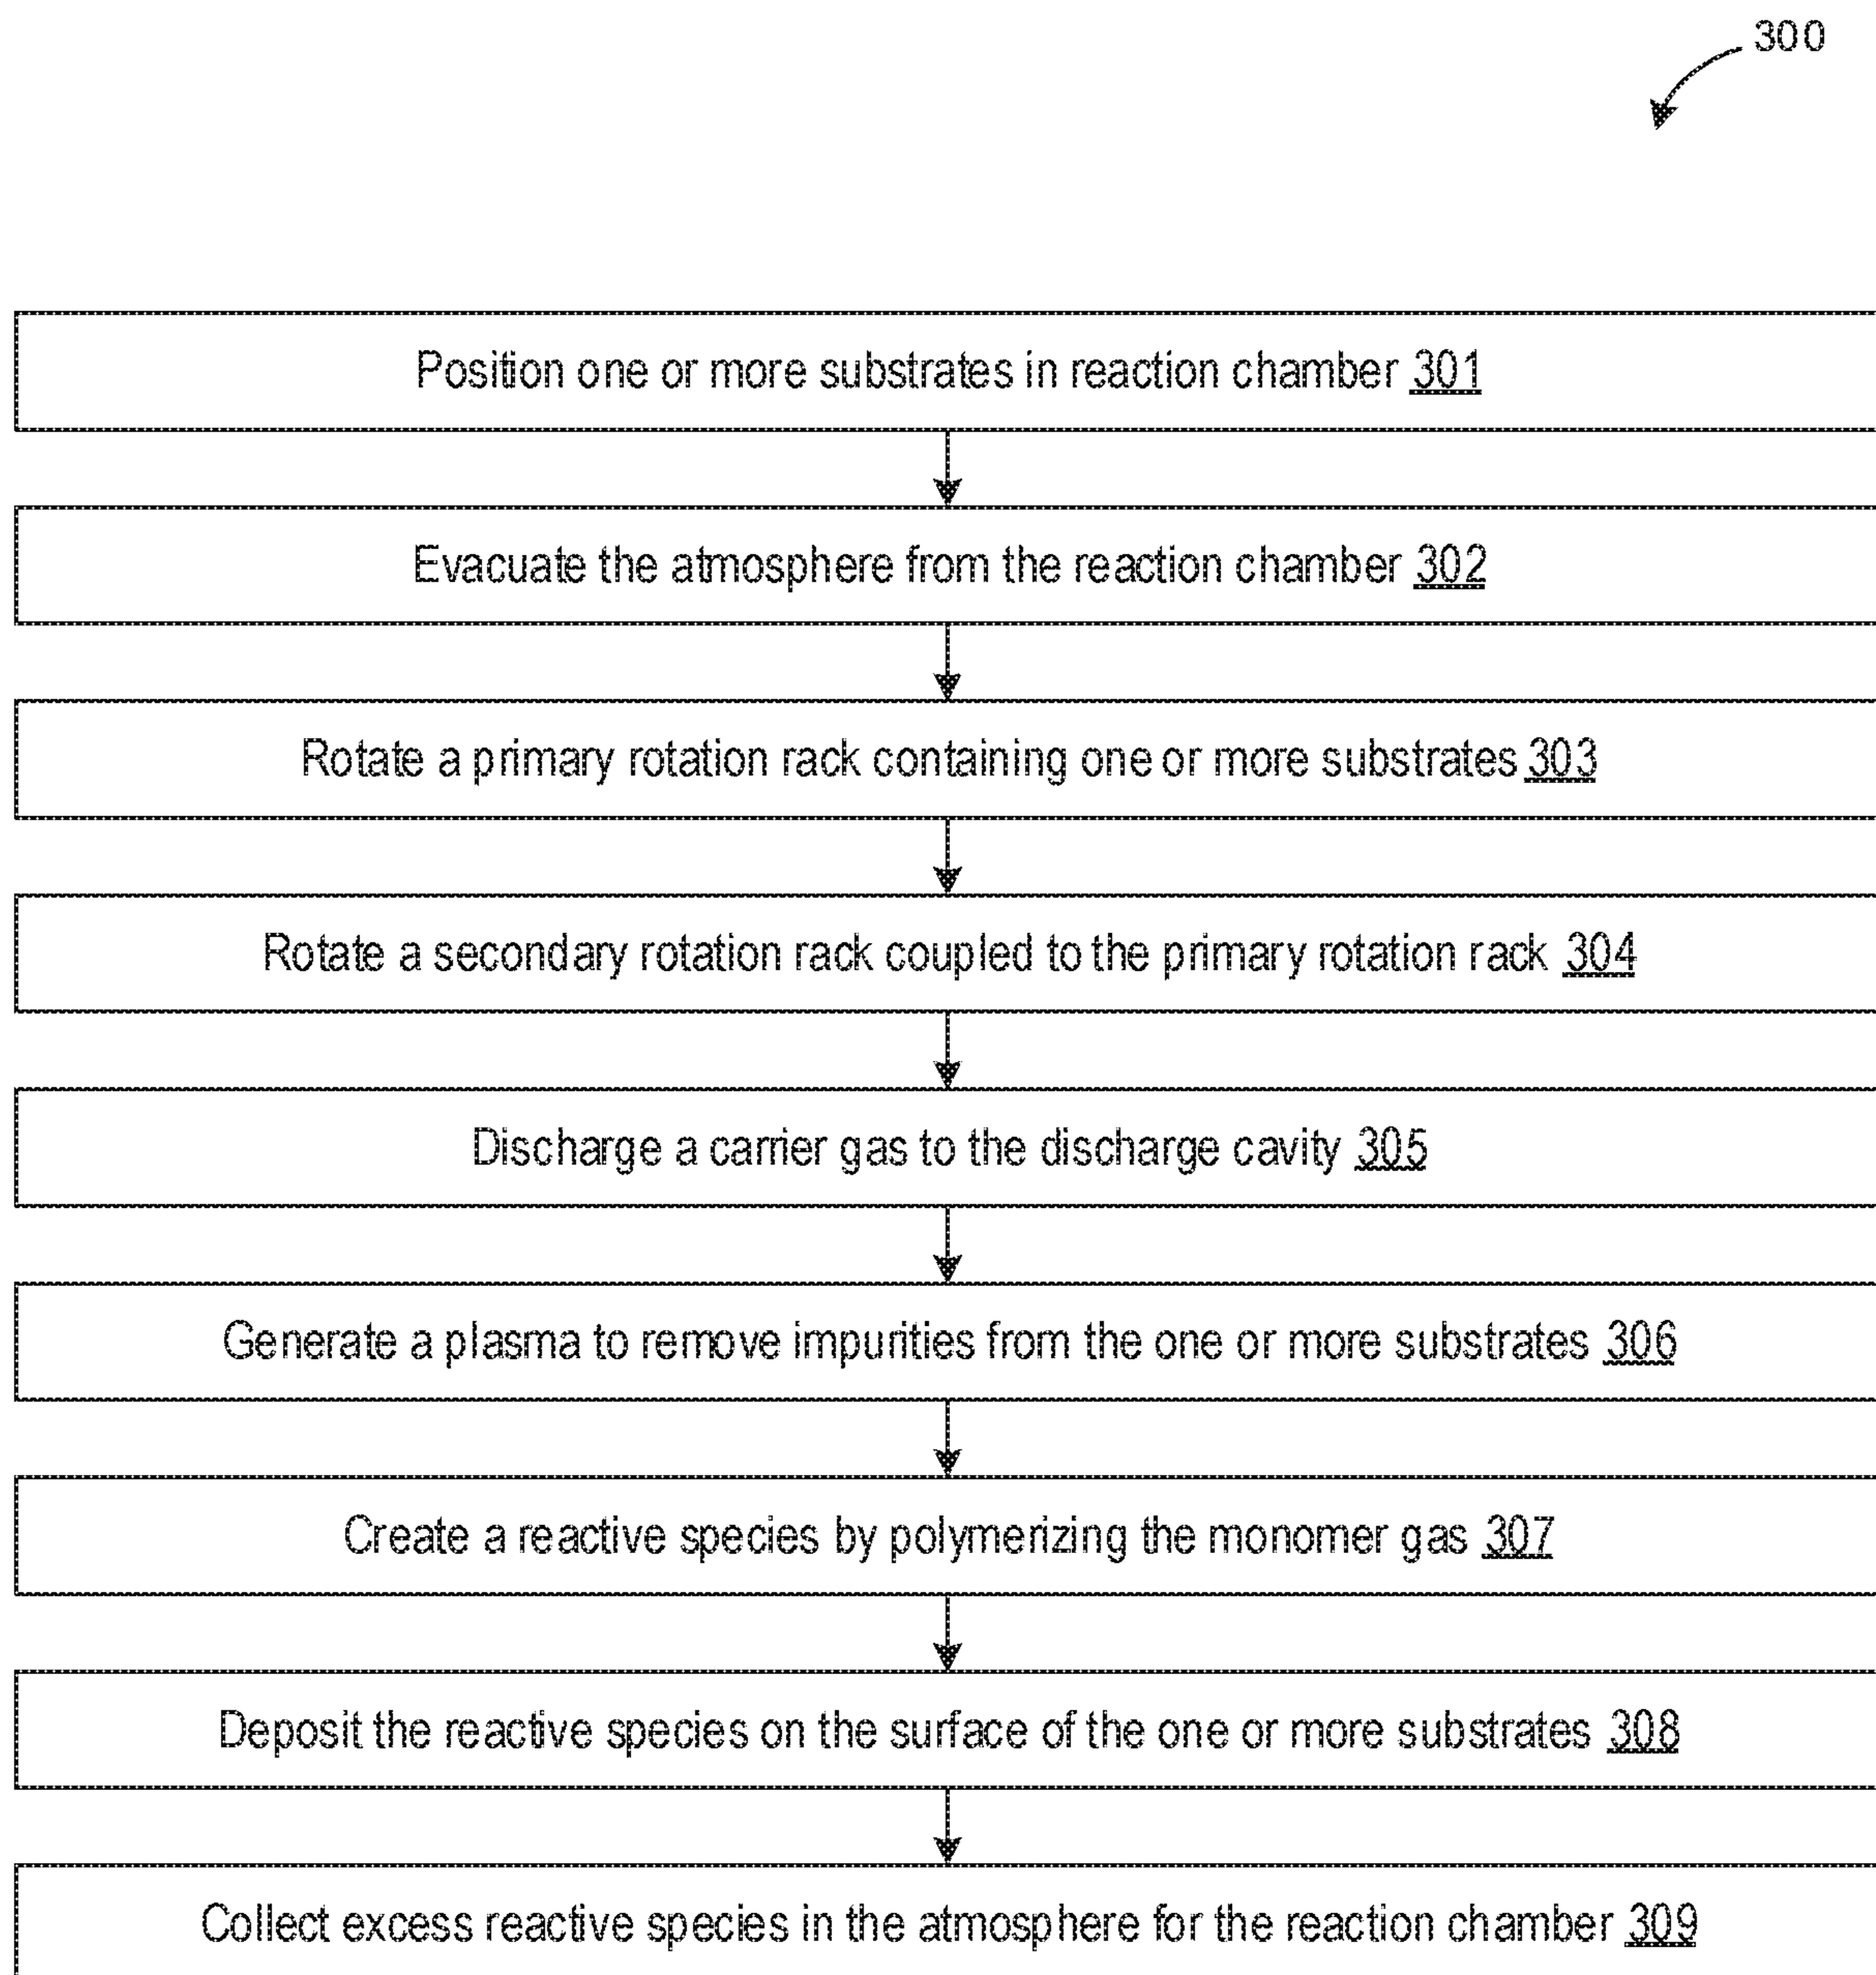 300
Position one or more substrates in reaction chamber 301
Evacuate the atmosphere from the reaction chamber 302
Rotate a primary rotation rack containing one or more substrates 303
Rotate a secondary rotation rack coupled to the primary rotation rack 304
Discharge a carrier gas to the discharge cavity 305
Generate a plasma to remove impurities from the one or more substrates 306
Create a reactive species by polymerizing the monomer gas 307
Deposit the reactive species on the surface of the one or more substrates 308
Collect excess reactive species in the atmosphere for the reaction chamber 309